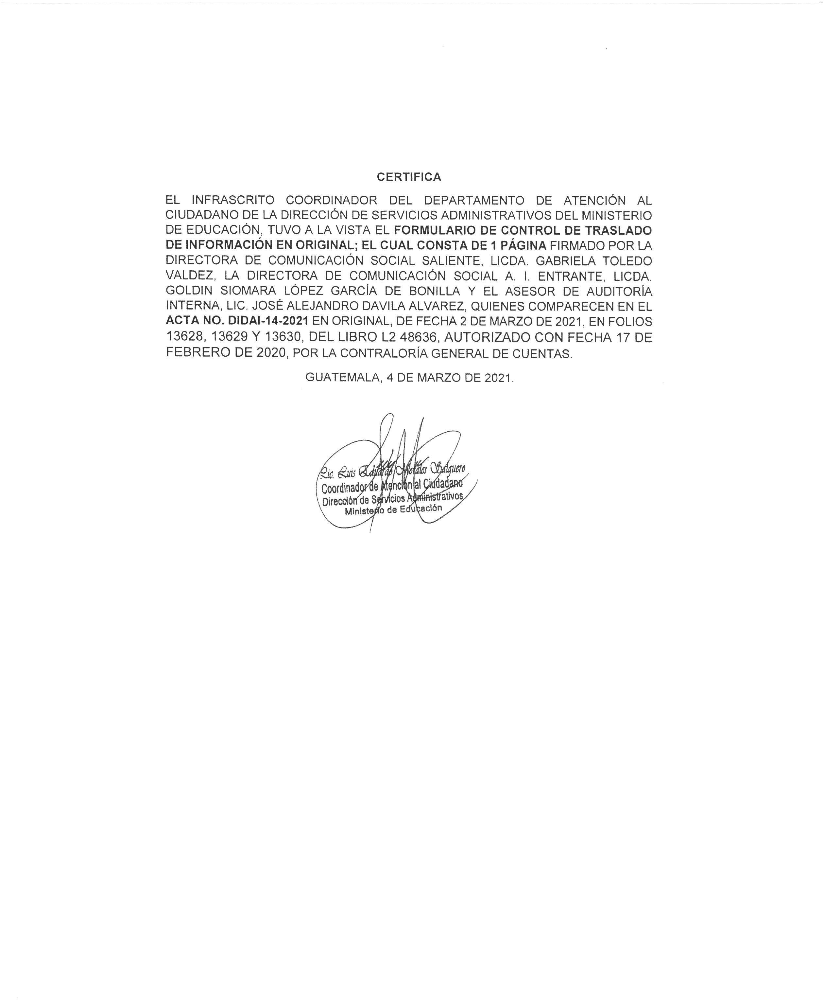 CERTIFICA
EL INFRASCRITO COORDINADOR DEL DEPARTAMENTO DE ATENCIÓN AL
CIUDADANO DE LA DIRECCIÓN DE SERVICIOS ADMINISTRATIVOS DEL MINISTERIO
DE EDUCACIÓN, TUVO A LA VISTA EL FORMULARIO DE CONTROL DE TRASLADO
DE INFORMACIÓN EN ORIGINAL; EL CUAL CONSTA DE 1 PÁGINA FIRMADO POR LA
DIRECTORA DE COMUNICACIÓN SOCIAL SALIENTE, LICDA. GABRIELA TOLEDO
VALDEZ, LA DIRECTORA DE COMUNICACIÓN SOCIAL A. I. ENTRANTE, LICDA.
GOLDIN SIOMARA LÓPEZ GARCÍA DE BONILLA Y EL ASESOR DE AUDITORÍA
INTERNA, LIC. JOSÉ ALEJANDRO DAVILA ALVAREZ, QUIENES COMPARECEN EN EL
ACTA NO. DIDAI-14-2021 EN ORIGINAL, DE FECHA 2 DE MARZO DE 2021, EN FOLIOS
13628, 13629 Y 13630, DEL LIBRO L2 48636, AUTORIZADO CON FECHA 17 DE
FEBRERO DE 2020, POR LA CONTRALORÍA GENERAL DE CUENTAS.
GUATEMALA, 4 DE MARZO DE 2021.
Lic. Luis Eduardo Morales Salguero
Coordinador de Atención al Ciudadano
Dirección de Servicios Administrativos
Ministerio de Educación